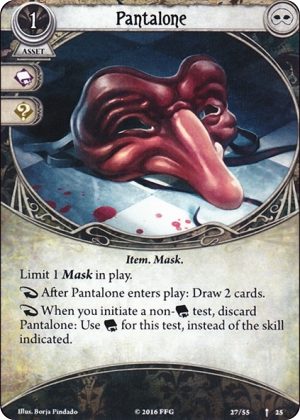 Pantalone
1
ASSET
?
Item. Mask.
Limit 1 Mask in play.
After Pantalone enters play: Draw 2 cards.
When you initiate a non- test, discard
Pantalone: Use for this test, instead of the skill
indicated.
Illus. Borja Pindado
© 2016 FFG
27/55
25